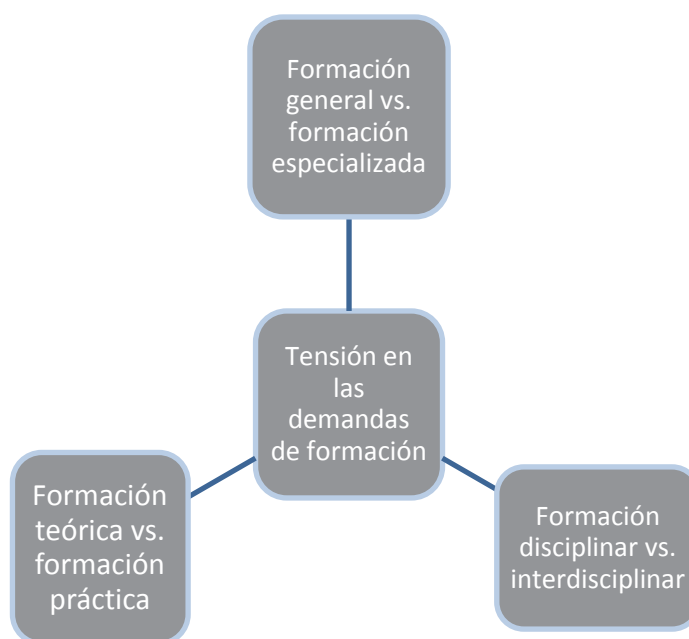 Formación
general vs.
formación
especializada
Tensión en
las
demandas
de formación
Formación
teórica vs.
formación
práctica
Formación
disciplinar vs.
interdisciplinar